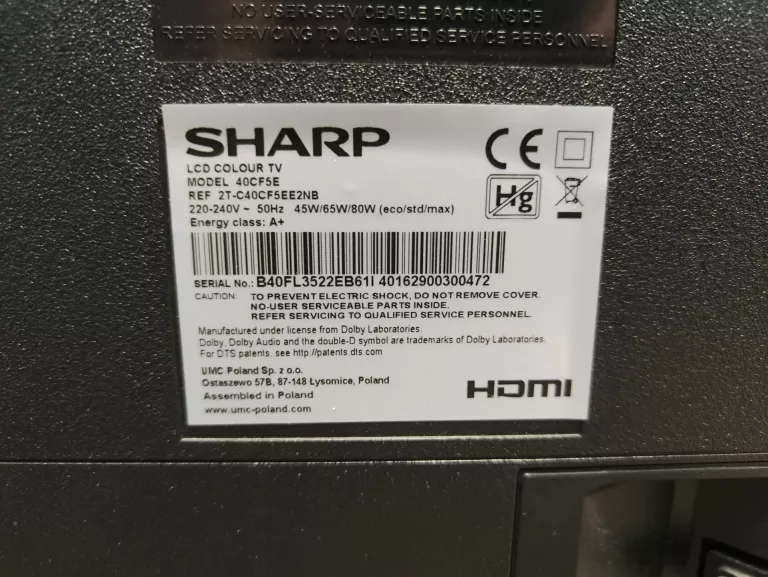 NO USER-SERVICEABLE PARTS INSIDE
REFER SERVICING TO QUALIFIED SERVICE PERSONNEL
SHARP
LCD COLOUR TV
MODEL 40CF5E
REF 2T-C40CF5EE2NB
220-240V ~ 50Hz 45W/65W/80W (eco/std/max)
Energy class: A+
CE
Hg
SERIAL No.: B40FL3522EB61I 40162900300472
CAUTION: TO PREVENT ELECTRIC SHOCK, DO NOT REMOVE COVER.
NO-USER SERVICEABLE PARTS INSIDE.
REFER SERVICING TO QUALIFIED SERVICE PERSONNEL.
Manufactured under license from Dolby Laboratories.
Dolby, Dolby Audio and the double-D symbol are trademarks of Dolby Laboratories.
For DTS patents, see http://patents.dts.com
UMC Poland Sp. z o.o.
Ostaszewo 57B, 87-148 Łysomice, Poland
Assembled in Poland
www.umc-poland.com
HDMI